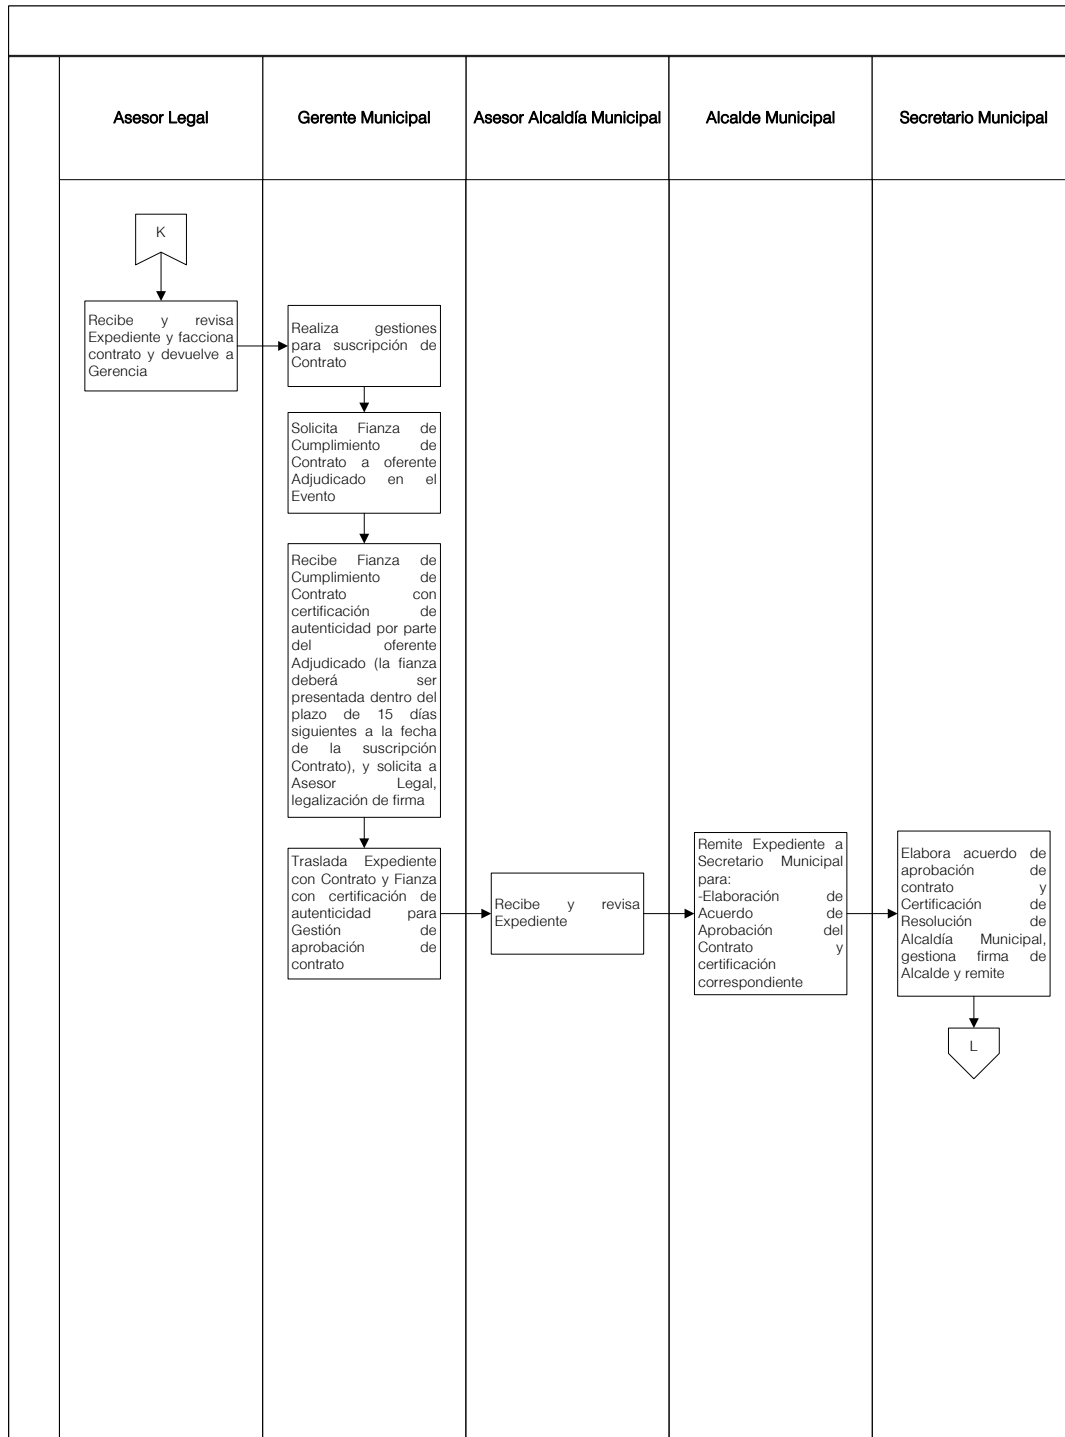 Asesor Legal
Gerente Municipal
Asesor Alcaldía Municipal
Alcalde Municipal
Secretario Municipal
K
Recibe y revisa
Expediente y facciona
contrato y devuelve a
Gerencia
Realiza gestiones
para suscripción de
Contrato
Solicita Fianza de
Cumplimiento de
Contrato a oferente
Adjudicado en el
Evento
Recibe Fianza de
Cumplimiento de
Contrato con
certificación de
autenticidad por parte
del oferente
Adjudicado (la fianza
deberá ser
presentada dentro del
plazo de 15 días
siguientes a la fecha
de la suscripción
Contrato), y solicita a
Asesor Legal,
legalización de firma
Traslada Expediente
con Contrato y Fianza
con certificación de
autenticidad para
Gestión de
aprobación de
contrato
Recibe y revisa
Expediente
Remite Expediente a
Secretario Municipal
para:
-Elaboración de
Acuerdo de
Aprobación del
Contrato y
certificación
correspondiente
Elabora acuerdo de
aprobación de
contrato y
Certificación de
Resolución de
Alcaldía Municipal,
gestiona firma de
Alcalde y remite
L